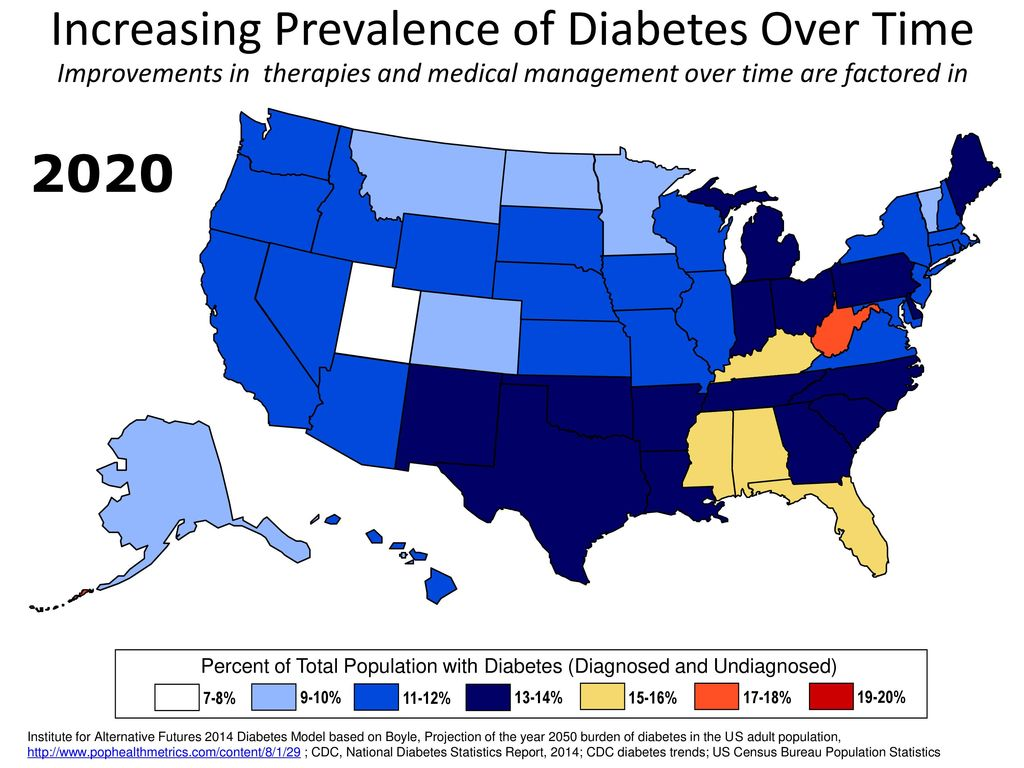 Increasing Prevalence of Diabetes Over Time
Improvements in therapies and medical management over time are factored in
2020
Percent of Total Population with Diabetes (Diagnosed and Undiagnosed)
7-8% 9-10% 11-12% 13-14% 15-16% 17-18% 19-20%
Institute for Alternative Futures 2014 Diabetes Model based on Boyle, Projection of the year 2050 burden of diabetes in the US adult population,
http://www.pophealthmetrics.com/content/8/1/29 ; CDC, National Diabetes Statistics Report, 2014; CDC diabetes trends; US Census Bureau Population Statistics